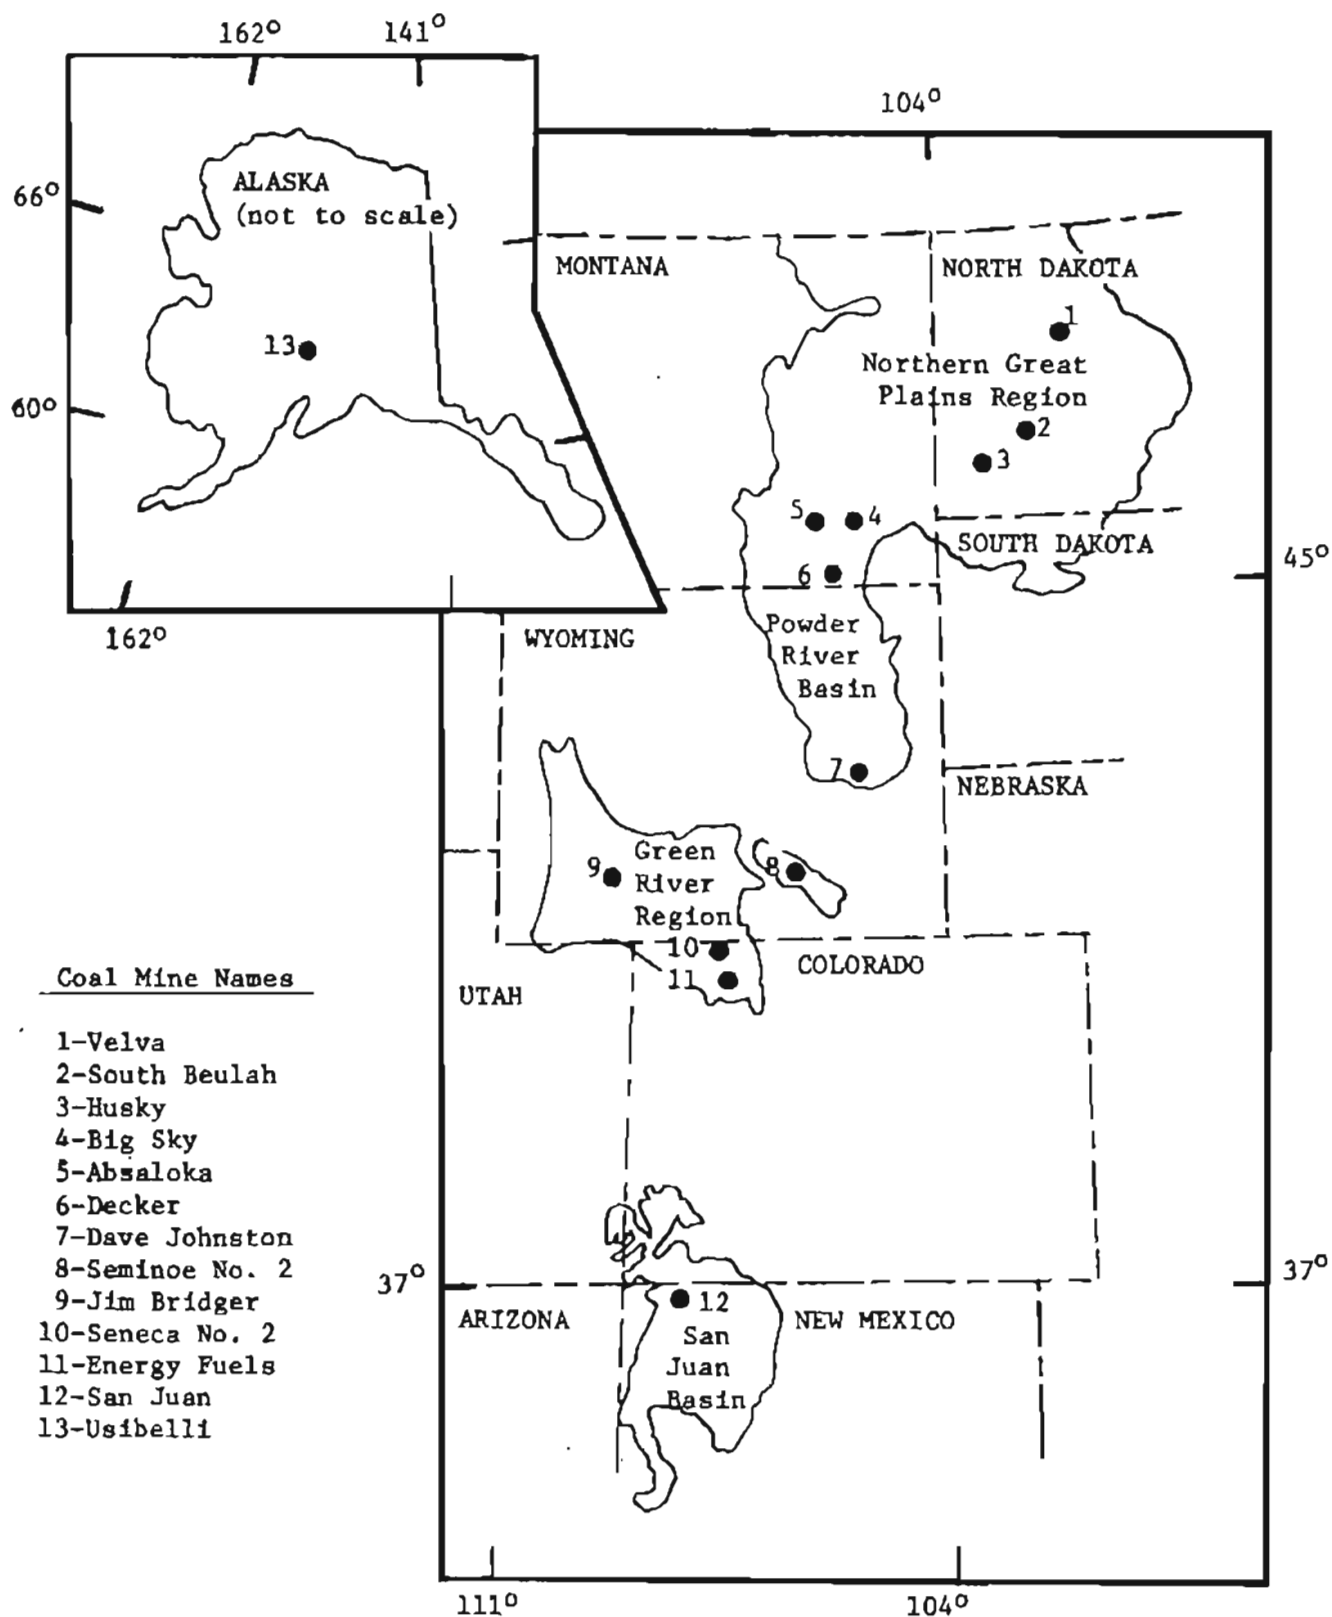 162° 141°
104°
66°
ALASKA
(not to scale)
MONTANA
NORTH DAKOTA
1
13
Northern Great
Plains Region
60°
2
3
5 4
SOUTH DAKOTA
45°
6
162°
WYOMING
Powder
River
Basin
7
NEBRASKA
Green
River
Region
9
8
10
11
COLORADO
UTAH
Coal Mine Names
1-Velva
2-South Beulah
3-Husky
4-Big Sky
5-Absaloka
6-Decker
7-Dave Johnston
8-Seminoe No. 2
9-Jim Bridger
10-Seneca No. 2
11-Energy Fuels
12-San Juan
13-Usibelli
37° 37°
ARIZONA
12
NEW MEXICO
San
Juan
Basin
111° 104°